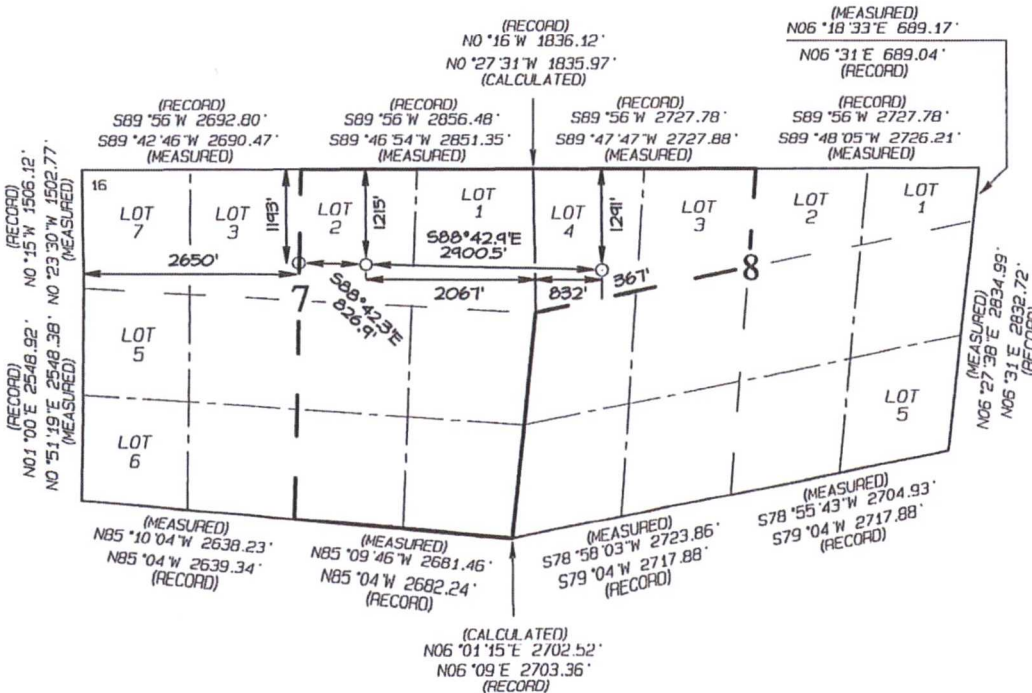 (RECORD)
N0 °16 'W 1836.12'
N0 °27 '31 "W 1835.97'
(CALCULATED)
(MEASURED)
N06 °18 '33 "E 689.17'
N06 °31 'E 689.04'
(RECORD)
(RECORD)
S89 °56 'W 2692.80'
S89 °42 '46 "W 2690.47'
(MEASURED)
(RECORD)
S89 °56 'W 2856.48'
S89 °46 '54 "W 2851.35'
(MEASURED)
(RECORD)
S89 °56 'W 2727.78'
S89 °47 '47 "W 2727.88'
(MEASURED)
(RECORD)
S89 °56 'W 2727.78'
S89 °48 '05 "W 2726.21'
(MEASURED)
(RECORD)
N0 °15 'W 1506.12'
N0 °23 '30 "W 1502.77'
(MEASURED)
16
LOT
7
LOT
3
1193'
LOT
2
1215'
LOT
1
LOT
4
1291'
LOT
3
LOT
2
LOT
1
S88°42.9'E
2900.5'
2650'
2067'
832'
367'
8
7
S88°42.3'E
826.9'
LOT
5
LOT
6
LOT
5
(RECORD)
N01 °00 'E 2548.92'
N0 °51 '19 "E 2548.38'
(MEASURED)
(MEASURED)
N06 °27 '38 "E 2834.99'
N06 °31 'E 2832.72'
(RECORD)
(MEASURED)
N85 °10 '04 "W 2638.23'
N85 °04 'W 2639.34'
(RECORD)
(MEASURED)
N85 °09 '46 "W 2681.46'
N85 °04 'W 2682.24'
(RECORD)
(MEASURED)
S78 °58 '03 "W 2723.86'
S79 °04 'W 2717.88'
(RECORD)
(MEASURED)
S78 °55 '43 "W 2704.93'
S79 °04 'W 2717.88'
(RECORD)
(CALCULATED)
N06 °01 '15 "E 2702.52'
N06 °09 'E 2703.36'
(RECORD)